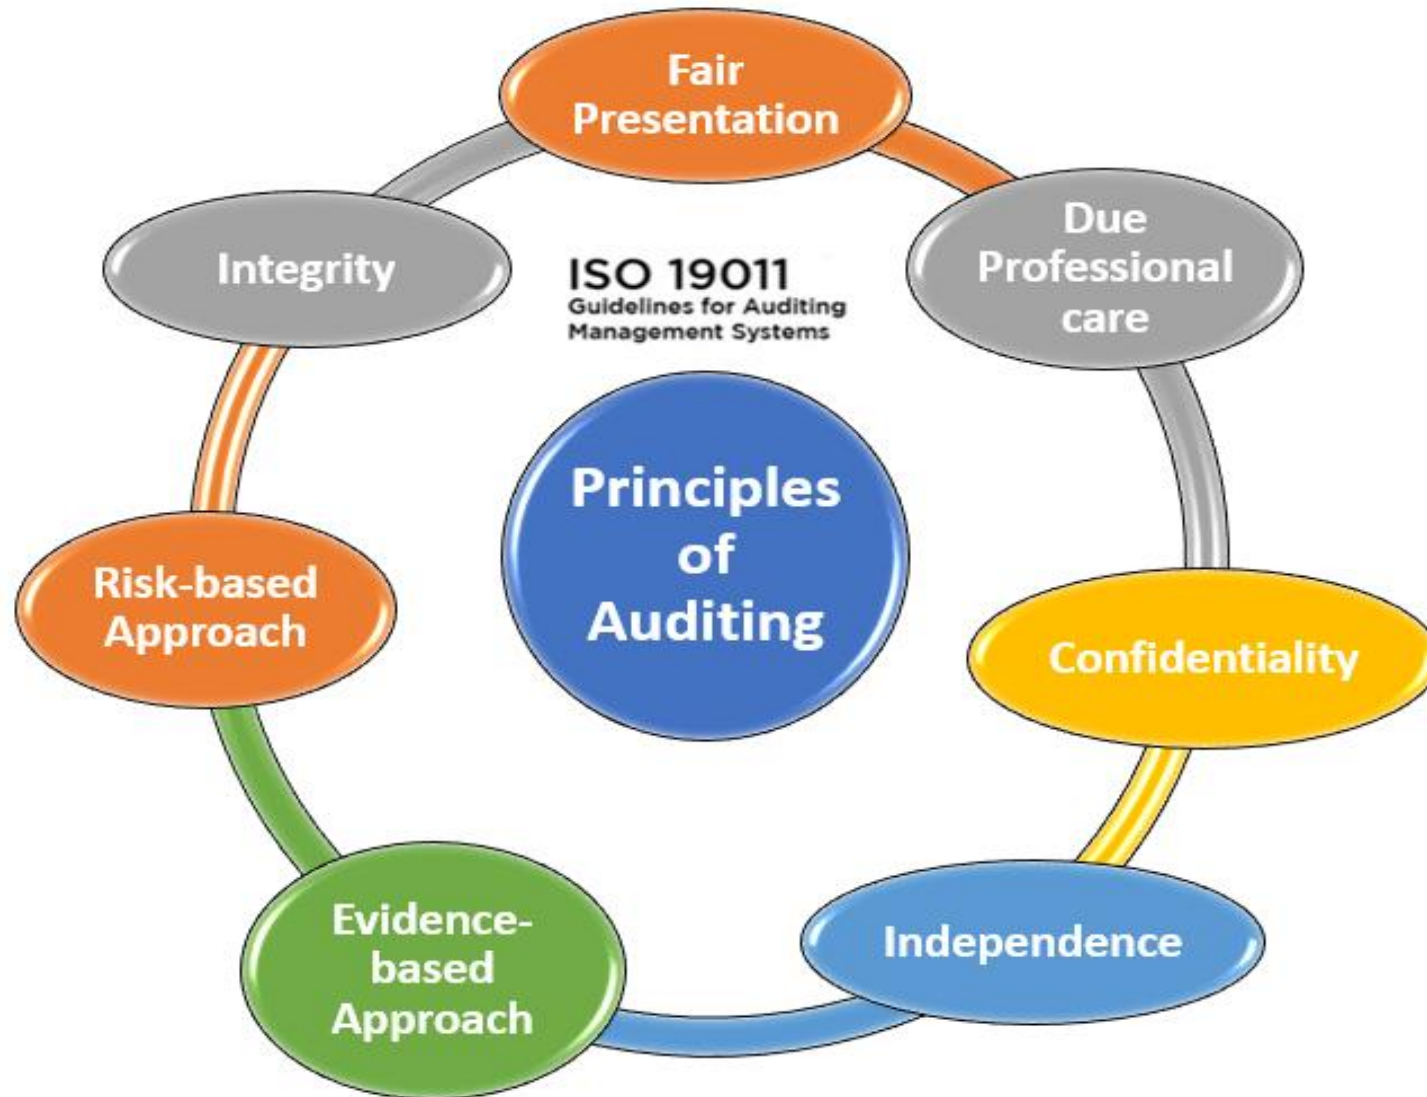 Fair
Presentation
Due
Professional
care
Integrity
ISO 19011
Guidelines for Auditing
Management Systems
Principles
of
Auditing
Risk-based
Approach
Confidentiality
Evidence-
based
Approach
Independence